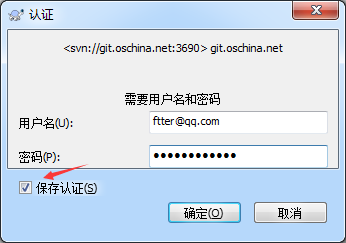 认证
<svn://git.oschina.net:3690> git.oschina.net
需要用户名和密码
用户名(U):
ftter@qq.com
密码(P):
●●●●●●●●●●●●
保存认证(S)
确定(O)
取消